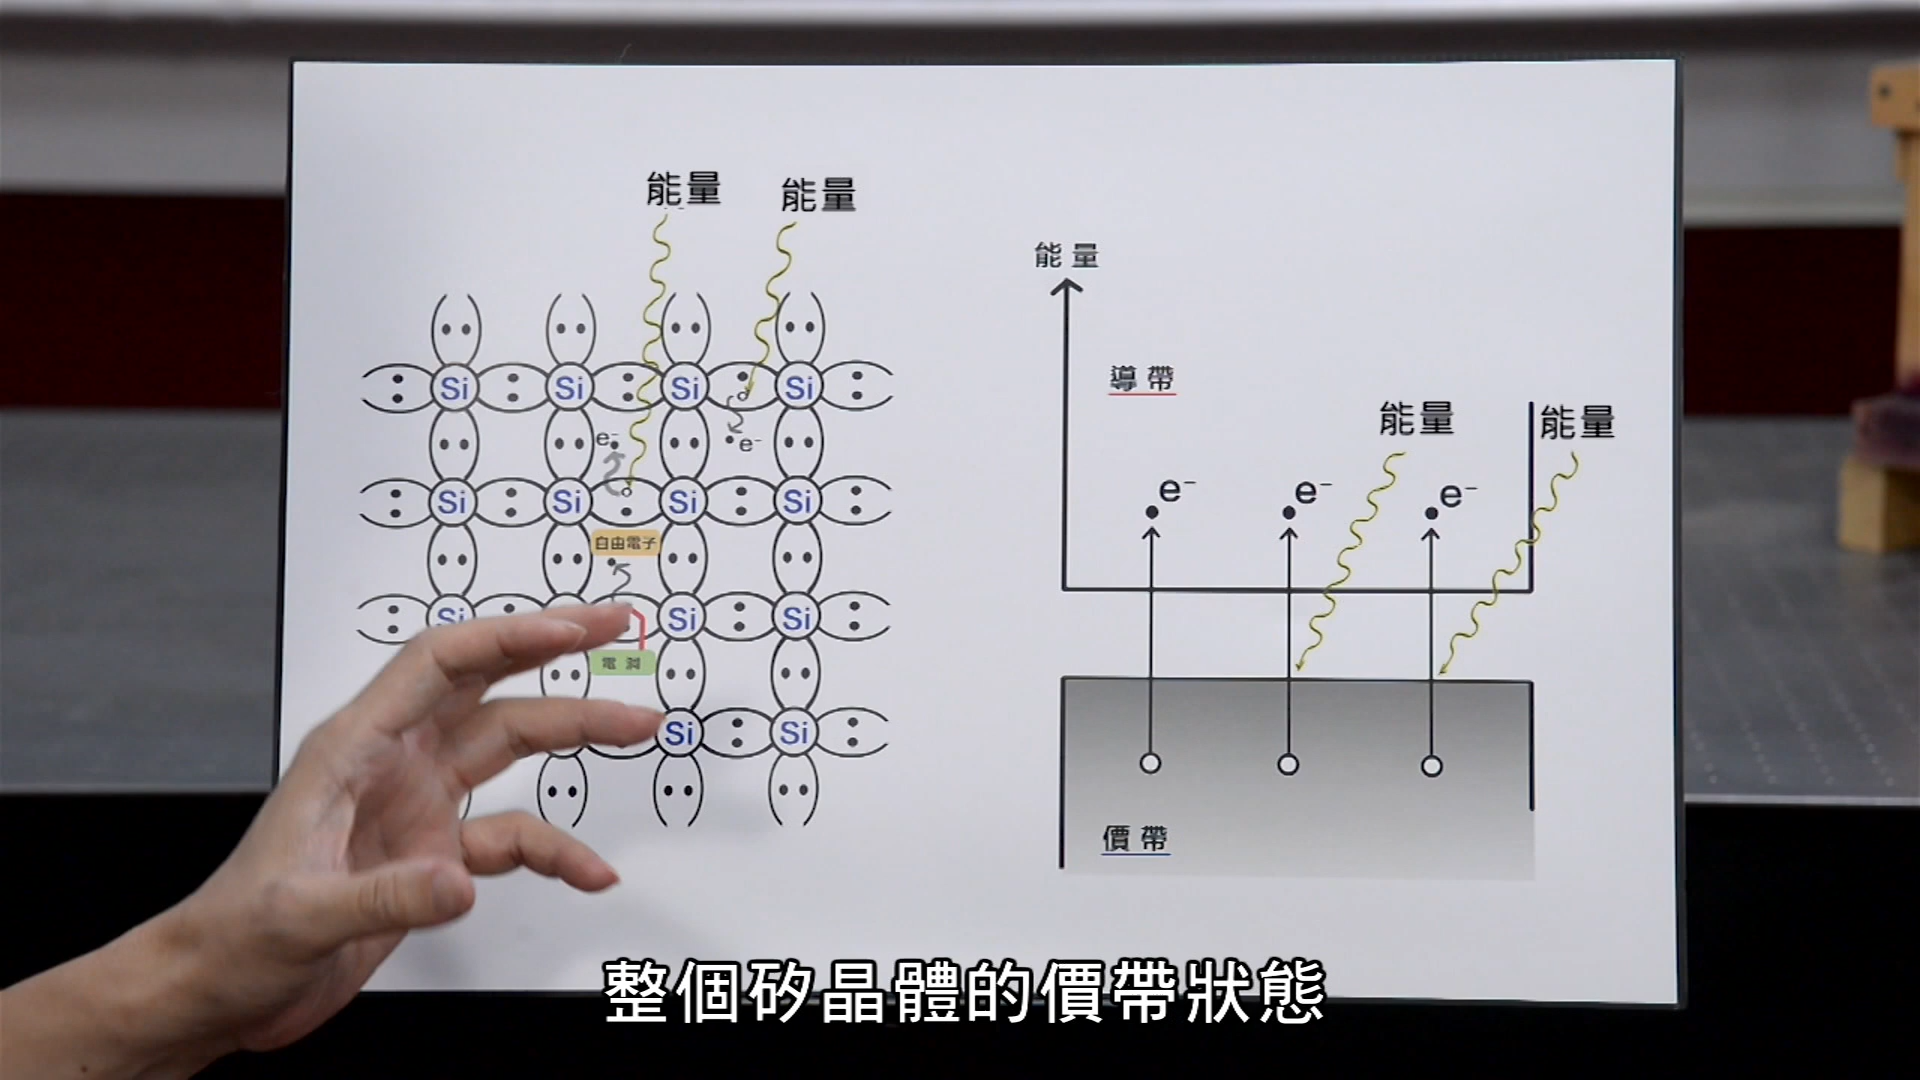 能量 能量
Si Si Si Si
e⁻ e⁻
Si Si Si Si
自由電子
Si Si Si
電洞
Si Si
能量
導帶
能量 能量
e⁻ e⁻ e⁻
價帶
整個矽晶體的價帶狀態